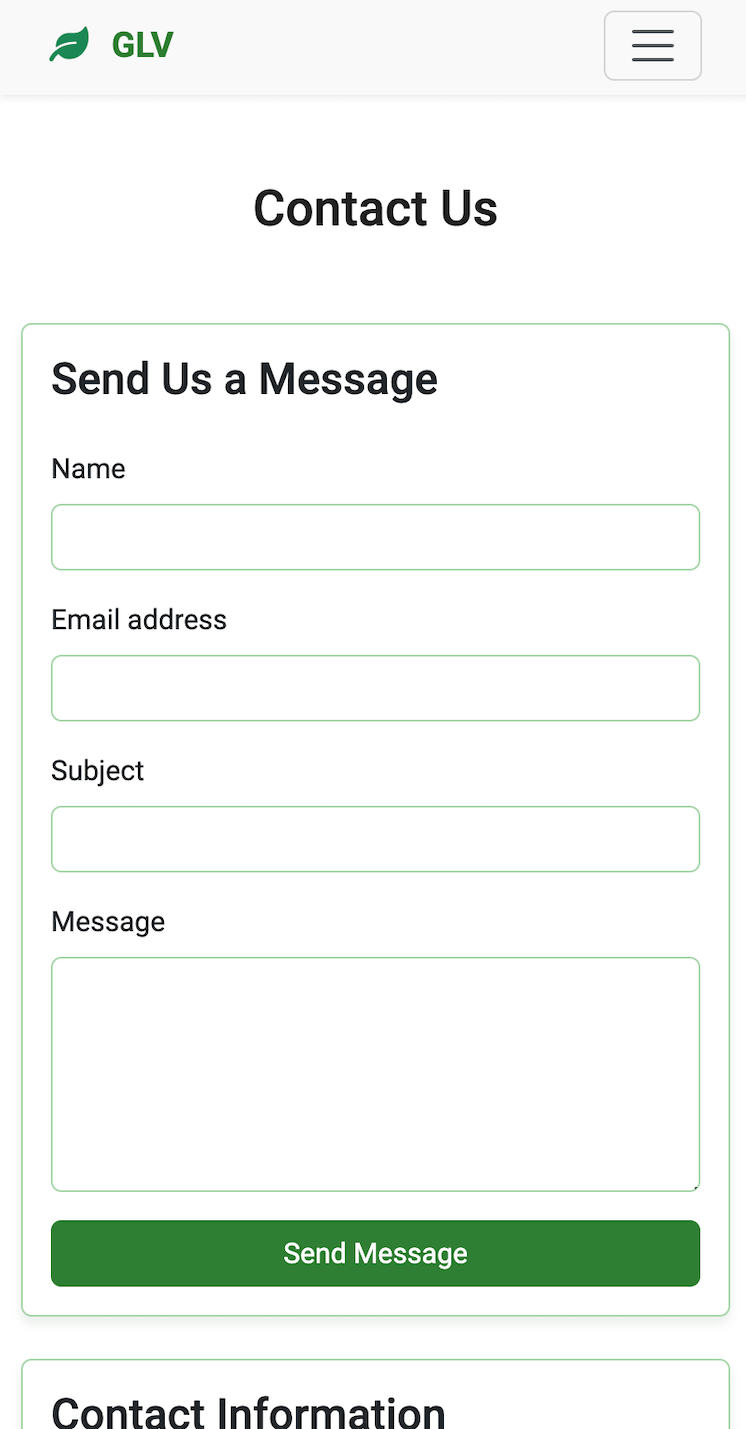 GLV
Contact Us
Send Us a Message
Name
Email address
Subject
Message
Send Message
Contact Information